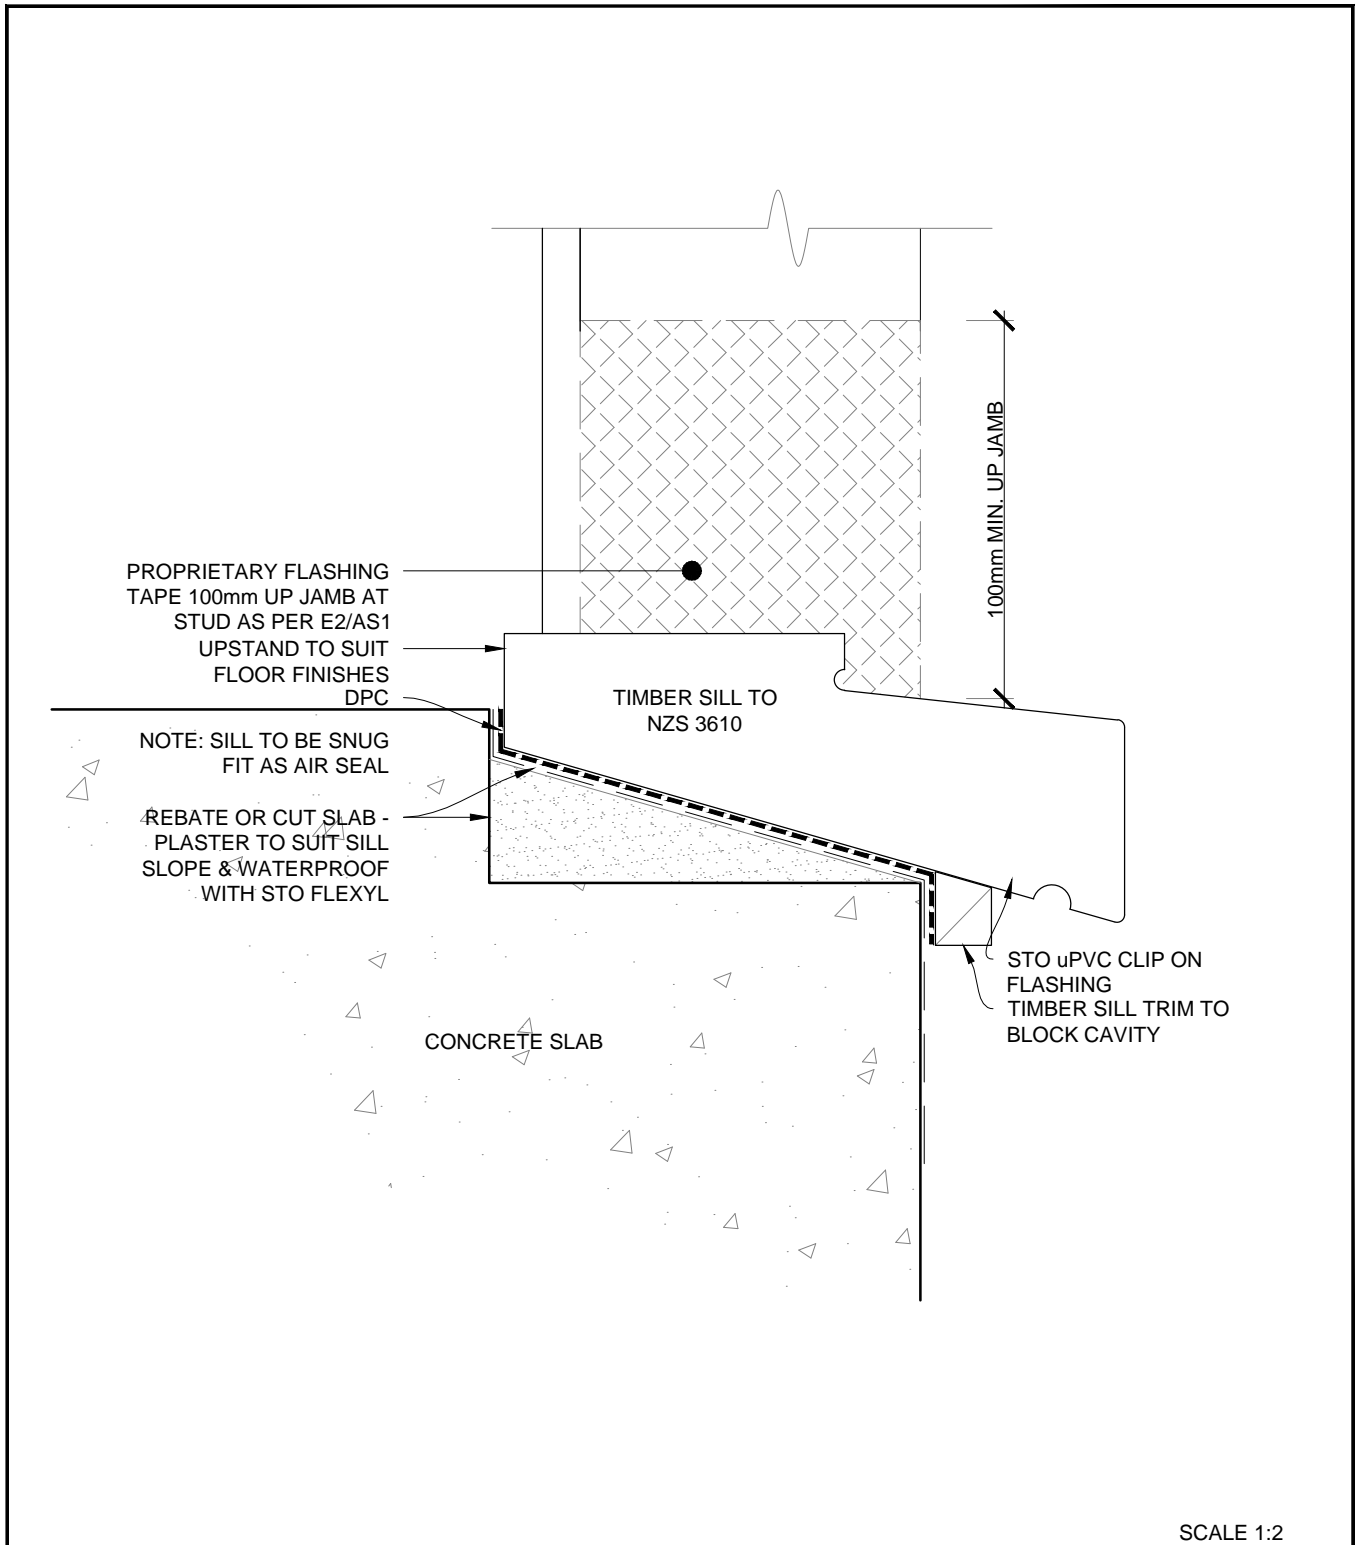 100mm MIN. UP JAMB
PROPRIETARY FLASHING
TAPE 100mm UP JAMB AT
STUD AS PER E2/AS1
UPSTAND TO SUIT
FLOOR FINISHES
DPC
TIMBER SILL TO
NZS 3610
NOTE: SILL TO BE SNUG
FIT AS AIR SEAL
REBATE OR CUT SLAB -
PLASTER TO SUIT SILL
SLOPE & WATERPROOF
WITH STO FLEXYL
STO uPVC CLIP ON
FLASHING
TIMBER SILL TRIM TO
BLOCK CAVITY
CONCRETE SLAB
SCALE 1:2